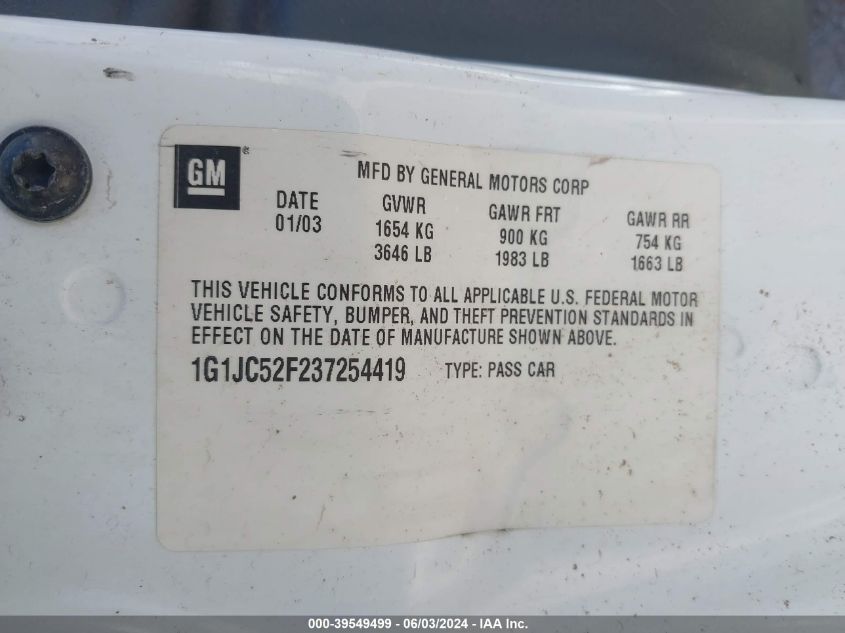 GM®
MFD BY GENERAL MOTORS CORP
DATE GVWR GAWR FRT GAWR RR
01/03 1654 KG 900 KG 754 KG
3646 LB 1983 LB 1663 LB
THIS VEHICLE CONFORMS TO ALL APPLICABLE U.S. FEDERAL MOTOR
VEHICLE SAFETY, BUMPER, AND THEFT PREVENTION STANDARDS IN
EFFECT ON THE DATE OF MANUFACTURE SHOWN ABOVE.
1G1JC52F237254419 TYPE: PASS CAR
000-39549499 - 06/03/2024 - IAA Inc.